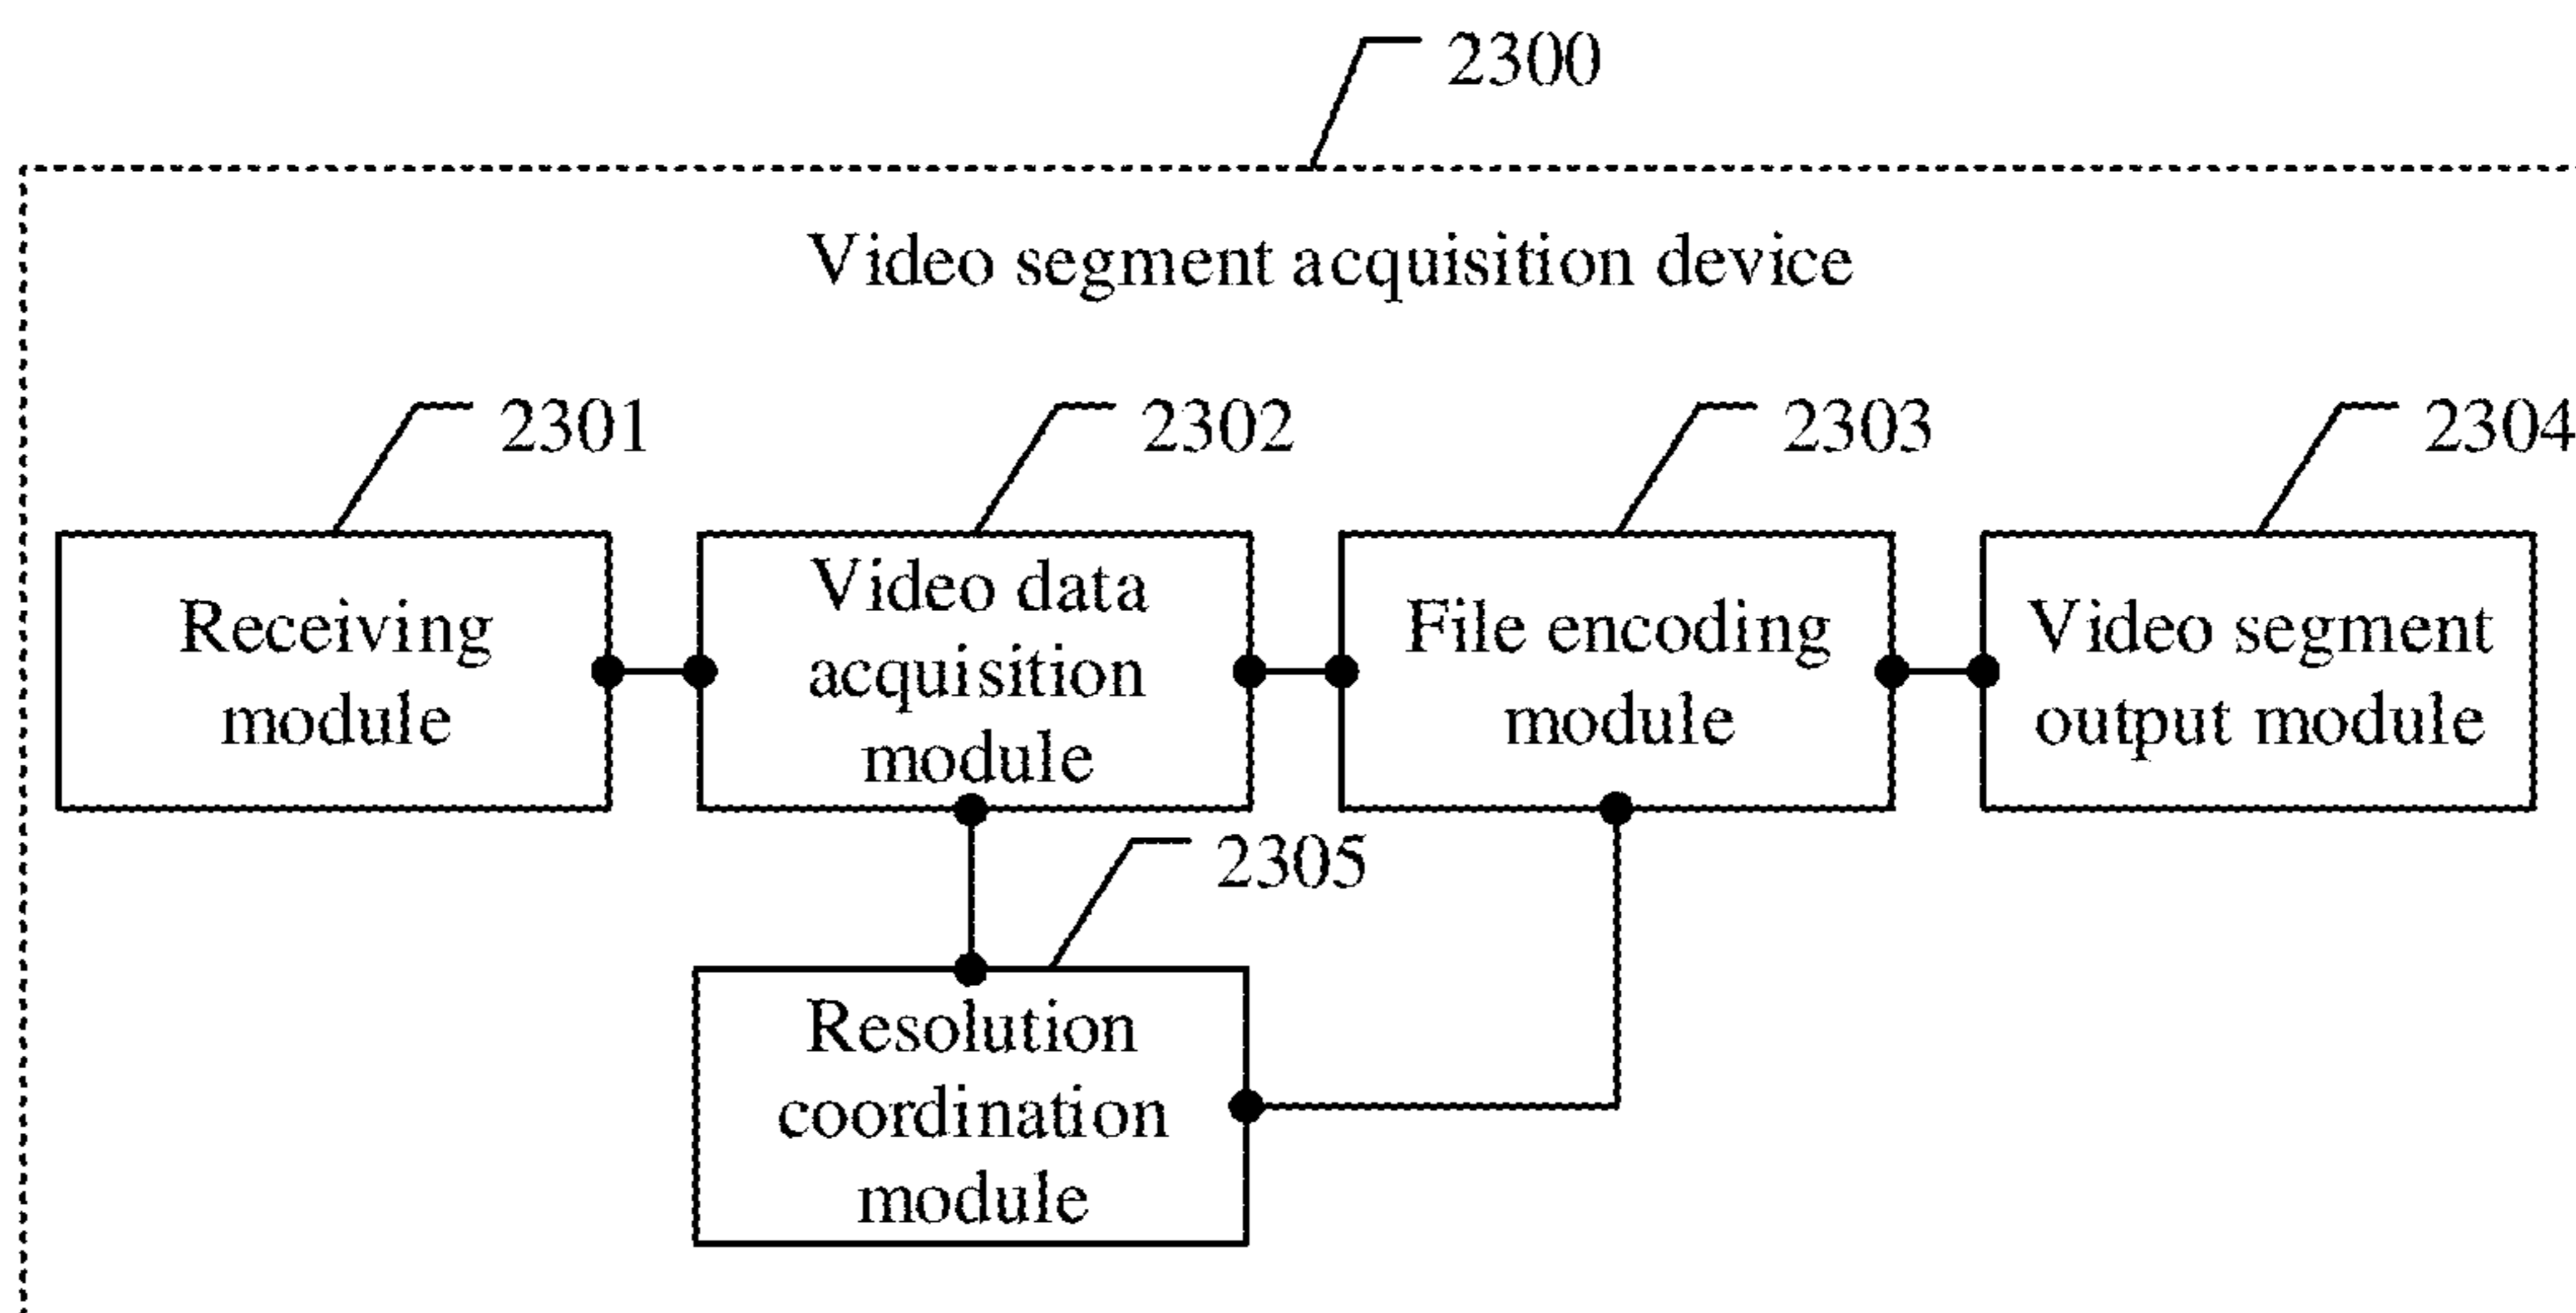 2300
Video segment acquisition device
2301
2302
2303
2304
Receiving
module
Video data
acquisition
module
File encoding
module
Video segment
output module
2305
Resolution
coordination
module